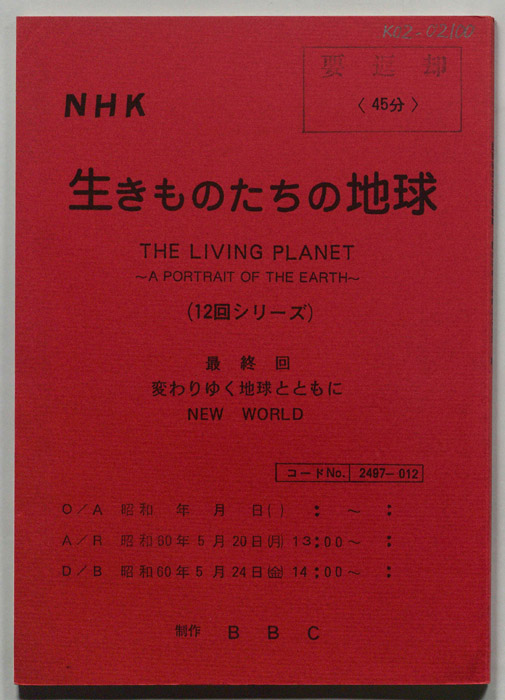 K02-02100
要返却
〈 45分 〉
NHK
生きものたちの地球
THE LIVING PLANET
~A PORTRAIT OF THE EARTH~
(12回シリーズ)
最 終 回
変わりゆく地球とともに
NEW WORLD
コードNo. 2497-012
O/A 昭和 年 月 日( ) : ~ :
A/R 昭和60年5月20日(月) 13:00~ :
D/B 昭和60年5月24日(金) 14:00~ :
制作 B B C